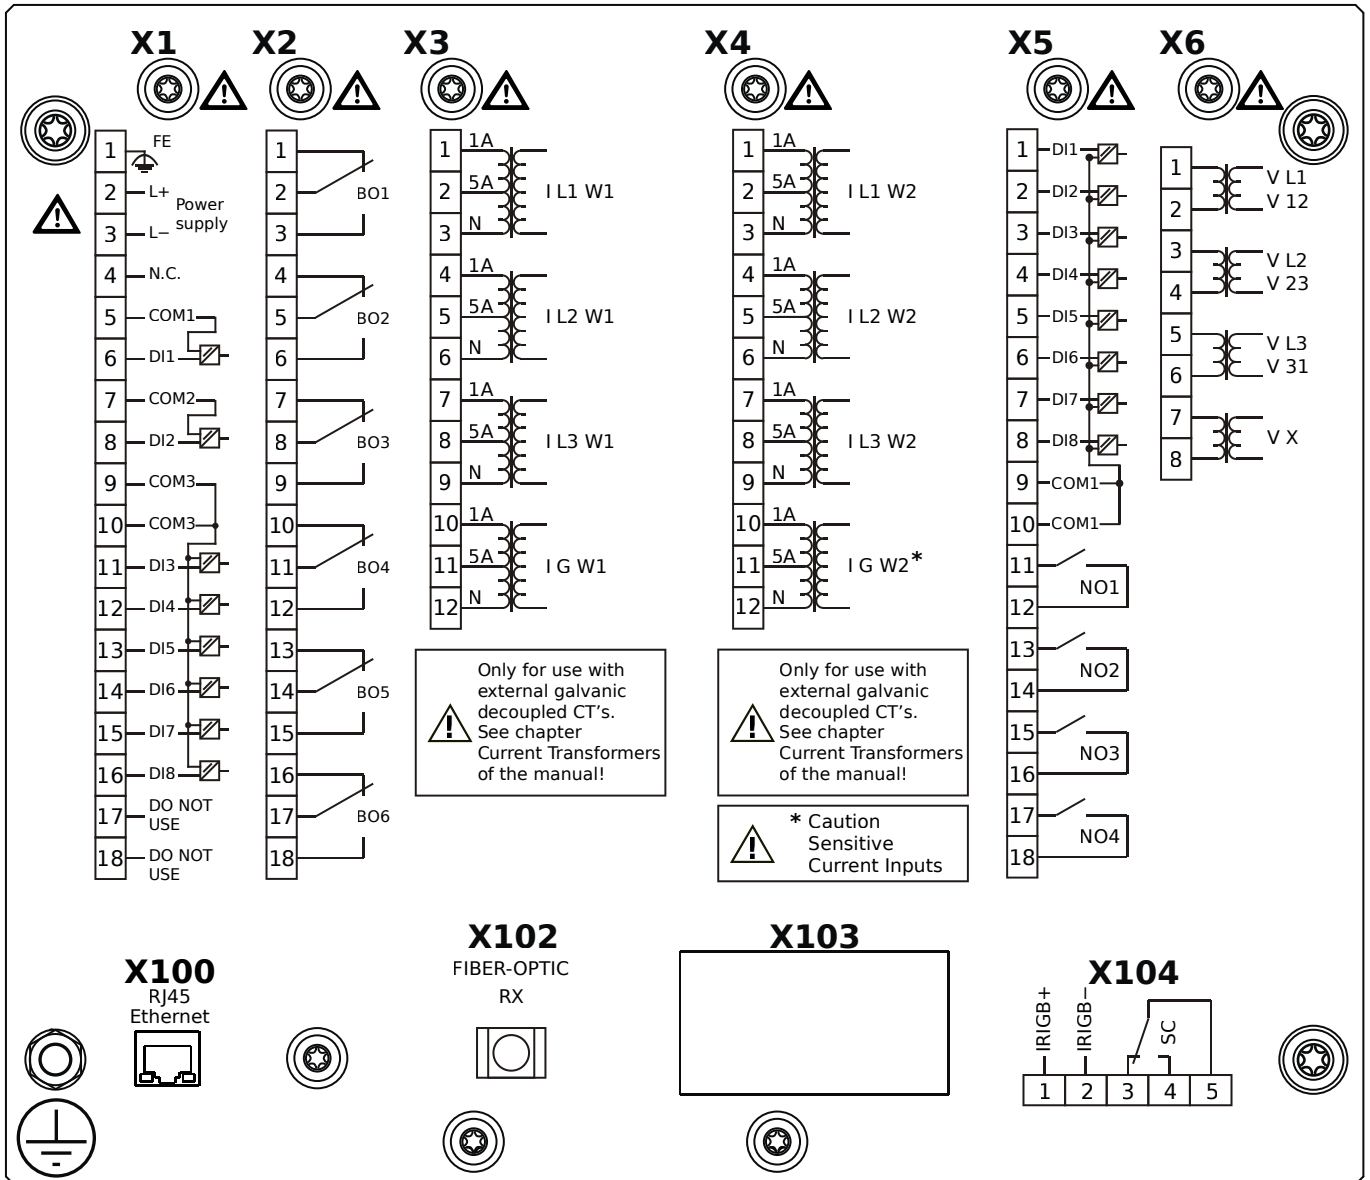 X1 X2 X3 X4 X5 X6
1 FE
2 L+
Power
supply
3 L−
4 N.C.
5 COM1
6 DI1
7 COM2
8 DI2
9 COM3
10 COM3
11 DI3
12 DI4
13 DI5
14 DI6
15 DI7
16 DI8
17 DO NOT
USE
18 DO NOT
USE
1
2 BO1
3
4
5 BO2
6
7
8 BO3
9
10
11 BO4
12
13
14 BO5
15
16
17 BO6
18
1 1A
2 5A I L1 W1
3 N
4 1A
5 5A I L2 W1
6 N
7 1A
8 5A I L3 W1
9 N
10 1A
11 5A I G W1
12 N
Only for use with
external galvanic
decoupled CT's.
See chapter
Current Transformers
of the manual!
1 1A
2 5A I L1 W2
3 N
4 1A
5 5A I L2 W2
6 N
7 1A
8 5A I L3 W2
9 N
10 1A
11 5A I G W2*
12 N
Only for use with
external galvanic
decoupled CT's.
See chapter
Current Transformers
of the manual!
* Caution
Sensitive
Current Inputs
1 DI1
2 DI2
3 DI3
4 DI4
5 DI5
6 DI6
7 DI7
8 DI8
9 COM1
10 COM1
11
NO1
12
13
NO2
14
15
NO3
16
17
NO4
18
1 V L1
2 V 12
3 V L2
4 V 23
5 V L3
6 V 31
7 V X
8
X100
RJ45
Ethernet
X102
FIBER-OPTIC
RX
X103
X104
IRIGB+ IRIGB− SC
1 2 3 4 5